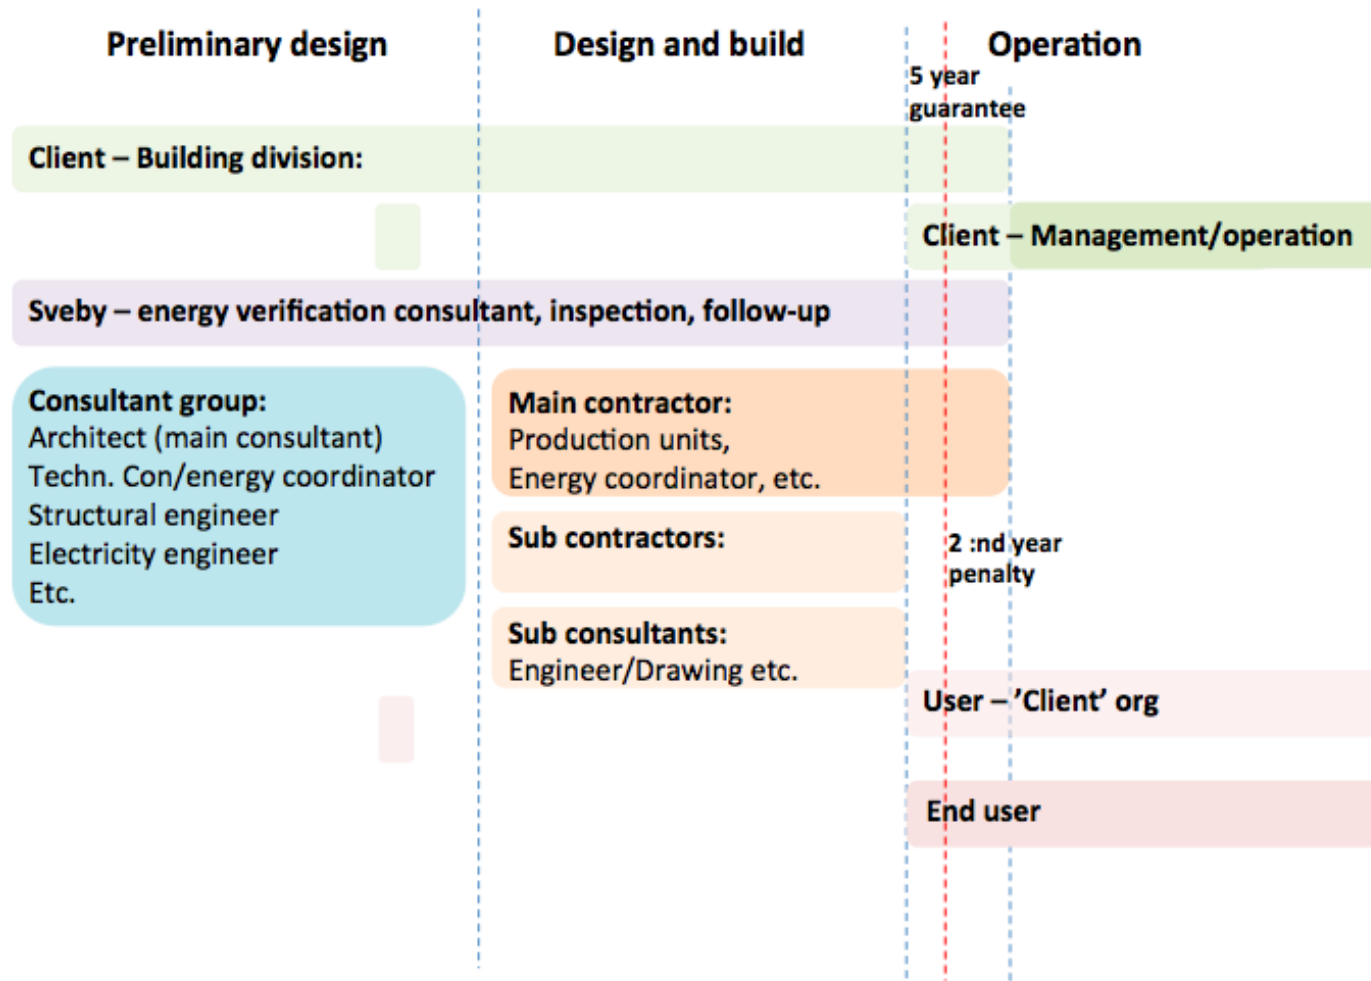 Preliminary design
Design and build
Operation
5 year
guarantee
Client – Building division:
Client – Management/operation
Sveby – energy verification consultant, inspection, follow-up
Consultant group:
Architect (main consultant)
Techn. Con/energy coordinator
Structural engineer
Electricity engineer
Etc.
Main contractor:
Production units,
Energy coordinator, etc.
Sub contractors:
2 :nd year
penalty
Sub consultants:
Engineer/Drawing etc.
User – ’Client’ org
End user